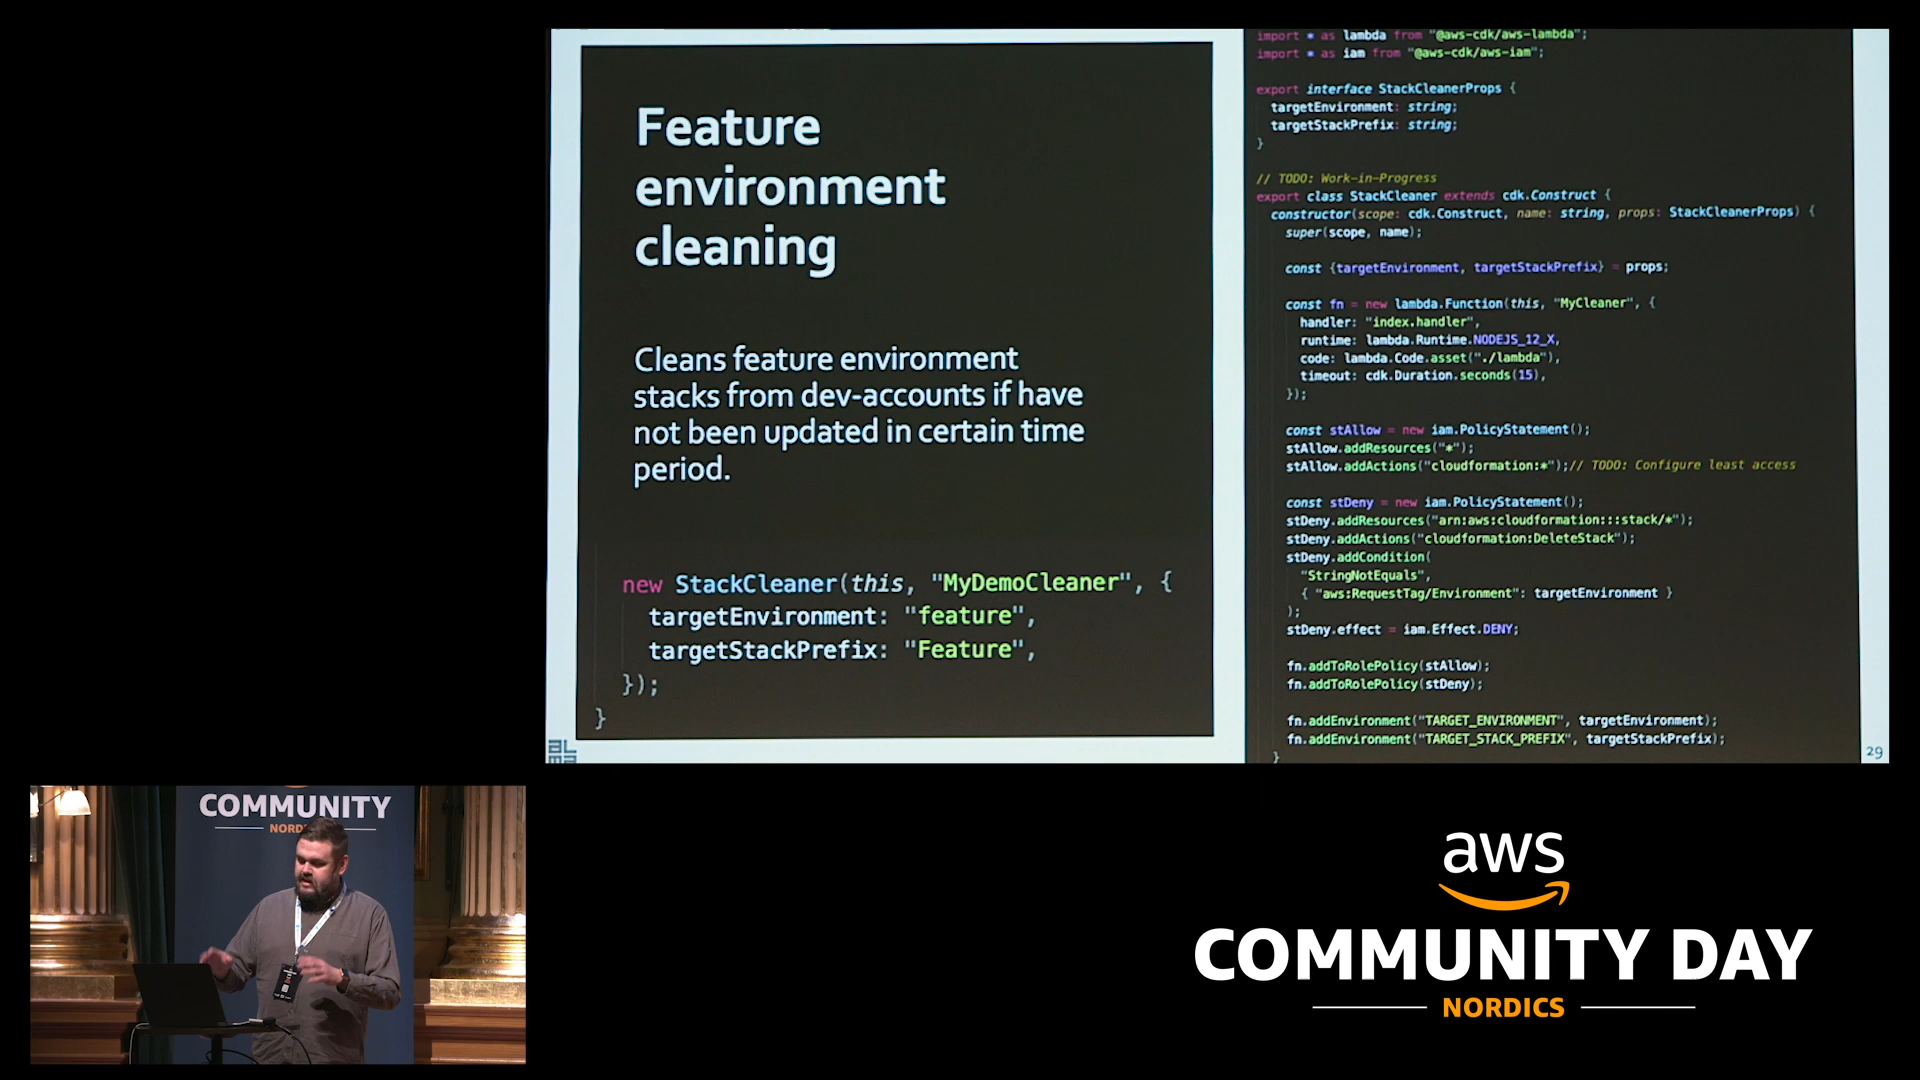 Feature
environment
cleaning
Cleans feature environment
stacks from dev-accounts if have
not been updated in certain time
period.
new StackCleaner(this, "MyDemoCleaner", {
targetEnvironment: "feature",
targetStackPrefix: "Feature",
});
}
import * as lambda from "@aws-cdk/aws-lambda";
import * as iam from "@aws-cdk/aws-iam";
export interface StackCleanerProps {
targetEnvironment: string;
targetStackPrefix: string;
}
// TODO: Work-in-Progress
export class StackCleaner extends cdk.Construct {
constructor(scope: cdk.Construct, name: string, props: StackCleanerProps) {
super(scope, name);
const {targetEnvironment, targetStackPrefix} = props;
const fn = new lambda.Function(this, "MyCleaner", {
handler: "index.handler",
runtime: lambda.Runtime.NODEJS_12_X,
code: lambda.Code.asset("./lambda"),
timeout: cdk.Duration.seconds(15),
});
const stAllow = new iam.PolicyStatement();
stAllow.addResources("*");
stAllow.addActions("cloudformation:*");// TODO: Configure least access
const stDeny = new iam.PolicyStatement();
stDeny.addResources("arn:aws:cloudformation:::stack/*");
stDeny.addActions("cloudformation:DeleteStack");
stDeny.addCondition(
"StringNotEquals",
{ "aws:RequestTag/Environment": targetEnvironment }
);
stDeny.effect = iam.Effect.DENY;
fn.addToRolePolicy(stAllow);
fn.addToRolePolicy(stDeny);
fn.addEnvironment("TARGET_ENVIRONMENT", targetEnvironment);
fn.addEnvironment("TARGET_STACK_PREFIX", targetStackPrefix);
}
29
COMMUNITY
aws
COMMUNITY DAY
NORDICS